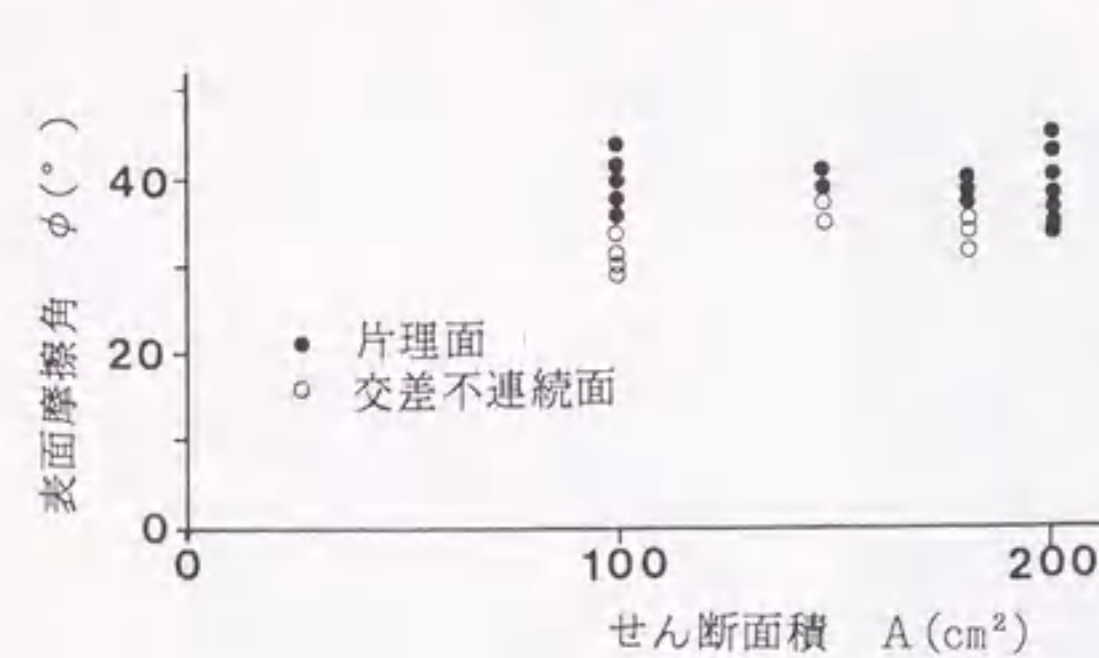 表面摩擦角 φ(°)
40
20
0
● 片理面
○ 交差不連続面
0 100 200
せん断面積 A(cm²)